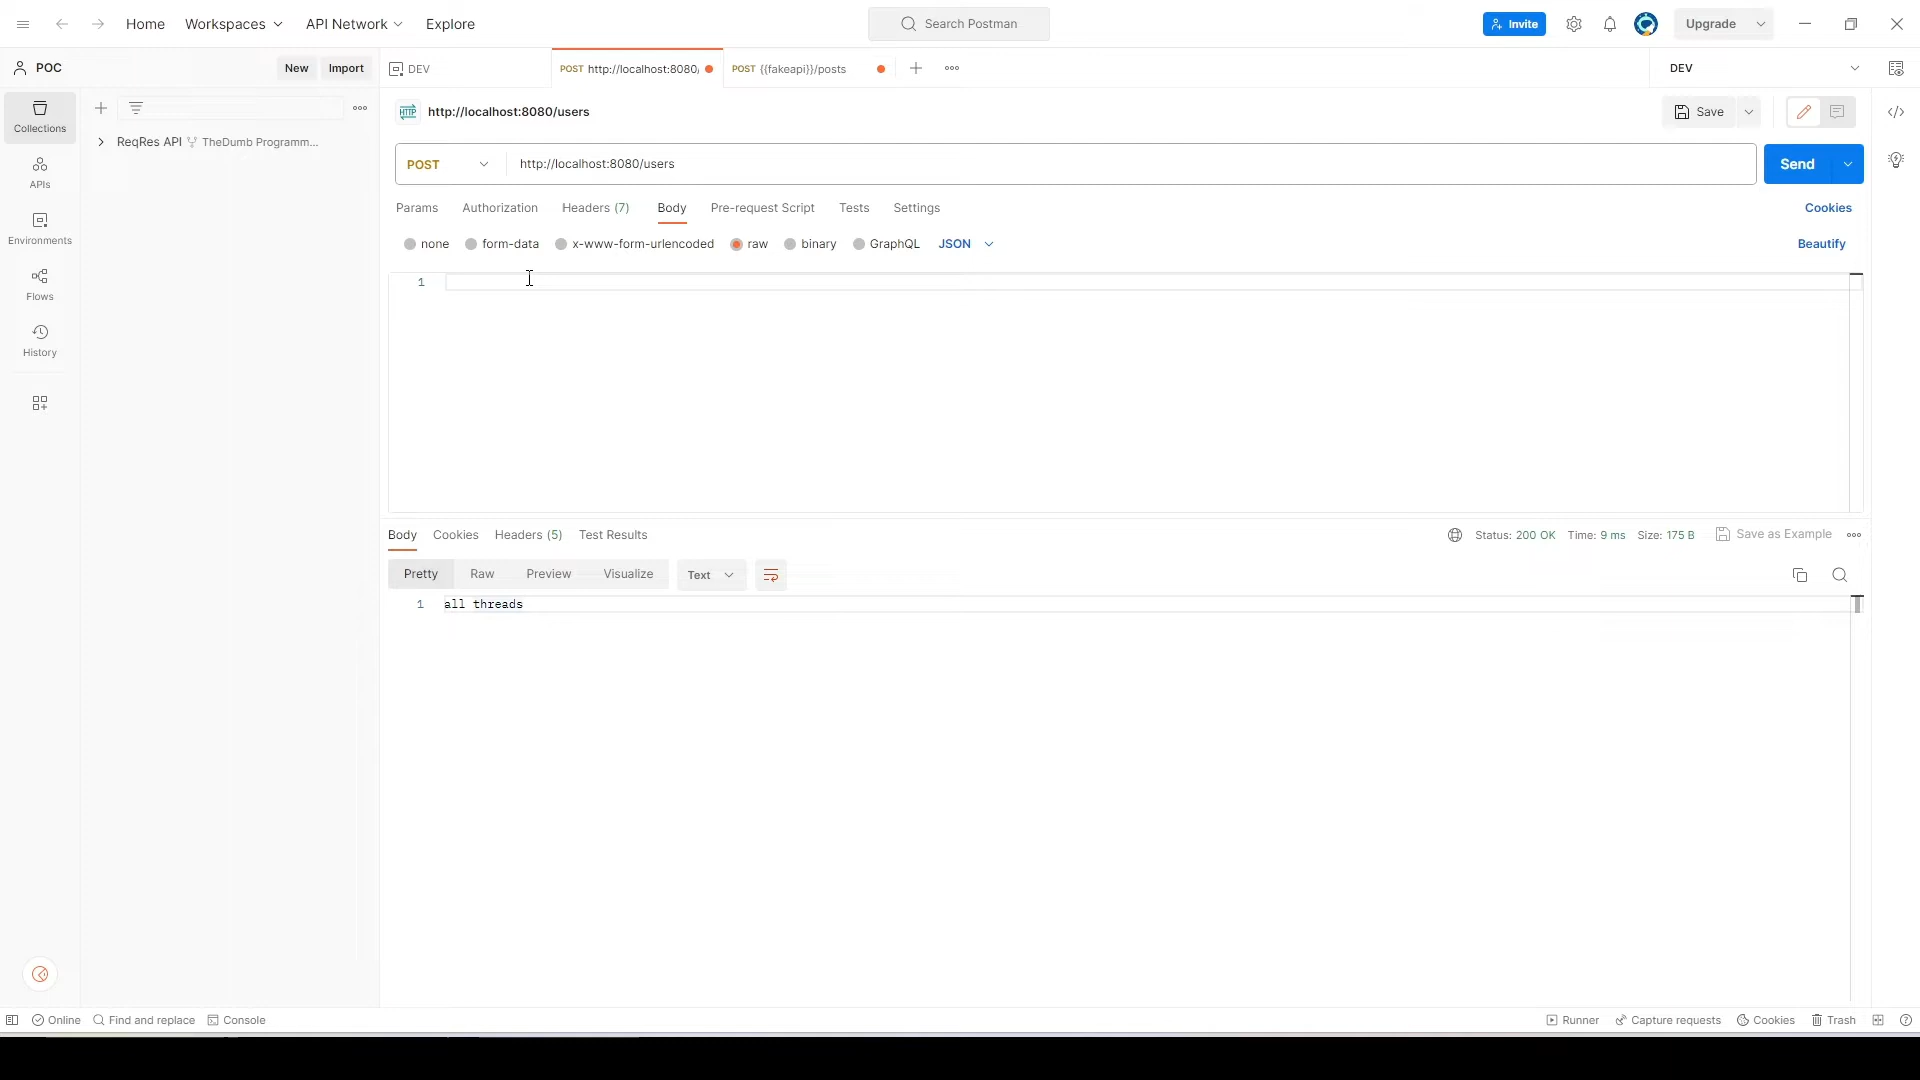 Home Workspaces API Network Explore Search Postman Invite Upgrade
POC New Import DEV POST http://localhost:8080/ POST {{fakeapi}}/posts DEV
Collections
ReqRes API TheDumb Programm...
APIs
Environments
Flows
History
HTTP http://localhost:8080/users Save
POST http://localhost:8080/users Send
Params Authorization Headers (7) Body Pre-request Script Tests Settings Cookies
none form-data x-www-form-urlencoded raw binary GraphQL JSON Beautify
1
Body Cookies Headers (5) Test Results Status: 200 OK Time: 9 ms Size: 175 B Save as Example
Pretty Raw Preview Visualize Text
1 all threads
Online Find and replace Console Runner Capture requests Cookies Trash